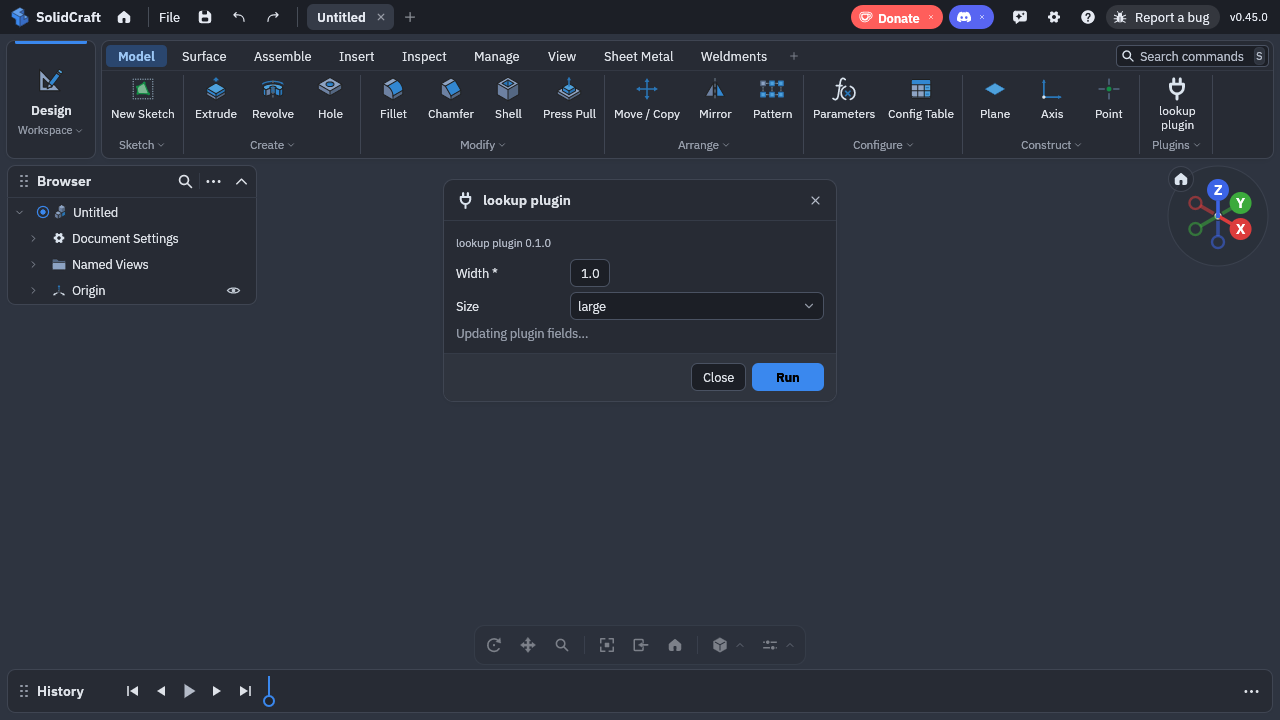 SolidCraft File Untitled Donate Report a bug v0.45.0
Model Surface Assemble Insert Inspect Manage View Sheet Metal Weldments Search commands S
Design
Workspace
New Sketch Extrude Revolve Hole Fillet Chamfer Shell Press Pull Move / Copy Mirror Pattern Parameters Config Table Plane Axis Point lookup plugin
Sketch Create Modify Arrange Configure Construct Plugins
Browser
Untitled
Document Settings
Named Views
Origin
Z
Y
X
lookup plugin
lookup plugin 0.1.0
Width * 1.0
Size large
Updating plugin fields...
Close Run
History